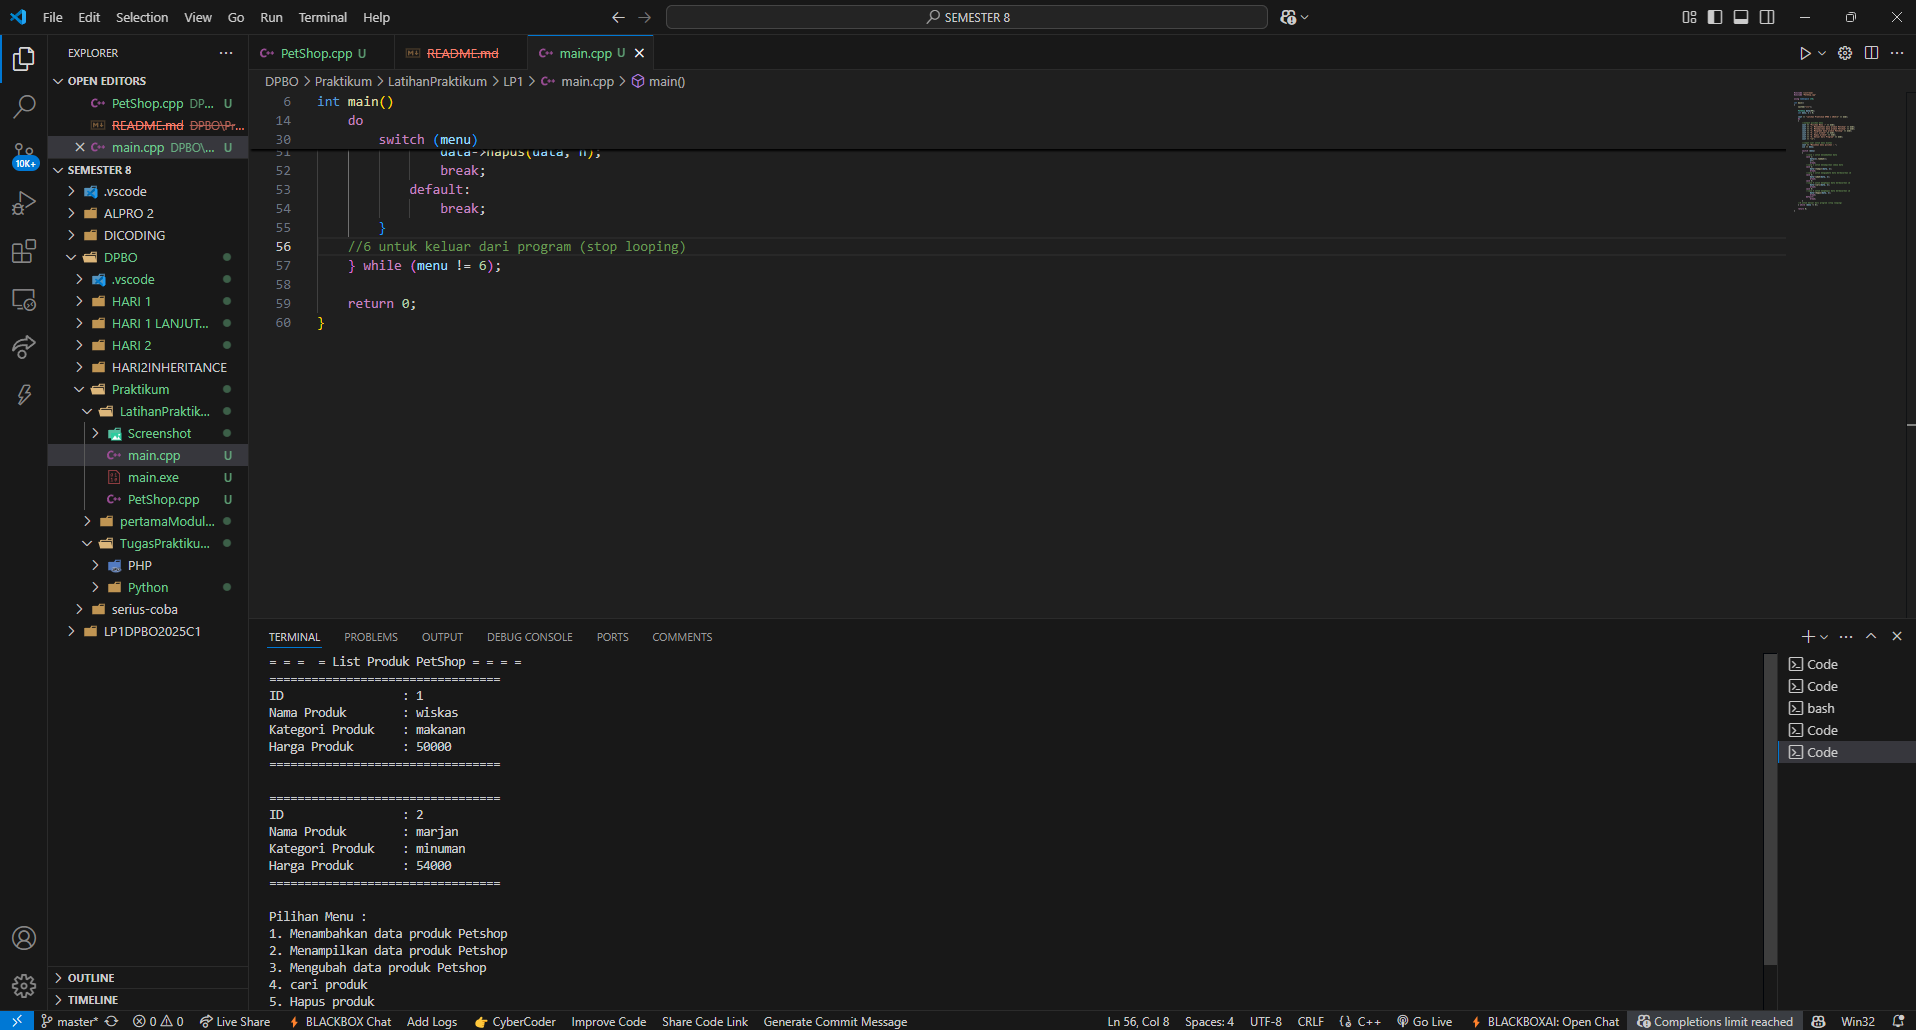 File Edit Selection View Go Run Terminal Help
SEMESTER 8
EXPLORER
OPEN EDITORS
PetShop.cpp DP... U
README.md DPBO\Pr...
main.cpp DPBO\... U
SEMESTER 8
.vscode
ALPRO 2
DICODING
DPBO
.vscode
HARI 1
HARI 1 LANJUT...
HARI 2
HARI2INHERITANCE
Praktikum
LatihanPraktik...
Screenshot
main.cpp U
main.exe U
PetShop.cpp U
pertamaModul...
TugasPraktiku...
PHP
Python
serius-coba
LP1DPBO2025C1
OUTLINE
TIMELINE
10K+
PetShop.cpp U README.md main.cpp U
DPBO > Praktikum > LatihanPraktikum > LP1 > main.cpp > main()
6 int main()
14 do
30 switch (menu)
51 data->hapus(data, n);
52 break;
53 default:
54 break;
55 }
56 //6 untuk keluar dari program (stop looping)
57 } while (menu != 6);
58
59 return 0;
60 }
TERMINAL PROBLEMS OUTPUT DEBUG CONSOLE PORTS COMMENTS
= = =  = List Produk PetShop = = = =
=================================
ID : 1
Nama Produk : wiskas
Kategori Produk : makanan
Harga Produk : 50000
=================================
=================================
ID : 2
Nama Produk : marjan
Kategori Produk : minuman
Harga Produk : 54000
=================================
Pilihan Menu :
1. Menambahkan data produk Petshop
2. Menampilkan data produk Petshop
3. Mengubah data produk Petshop
4. cari produk
5. Hapus produk
Code
Code
bash
Code
Code
master* 0 0 Live Share BLACKBOX Chat Add Logs CyberCoder Improve Code Share Code Link Generate Commit Message Ln 56, Col 8 Spaces: 4 UTF-8 CRLF {} C++ Go Live BLACKBOXAI: Open Chat Completions limit reached Win32